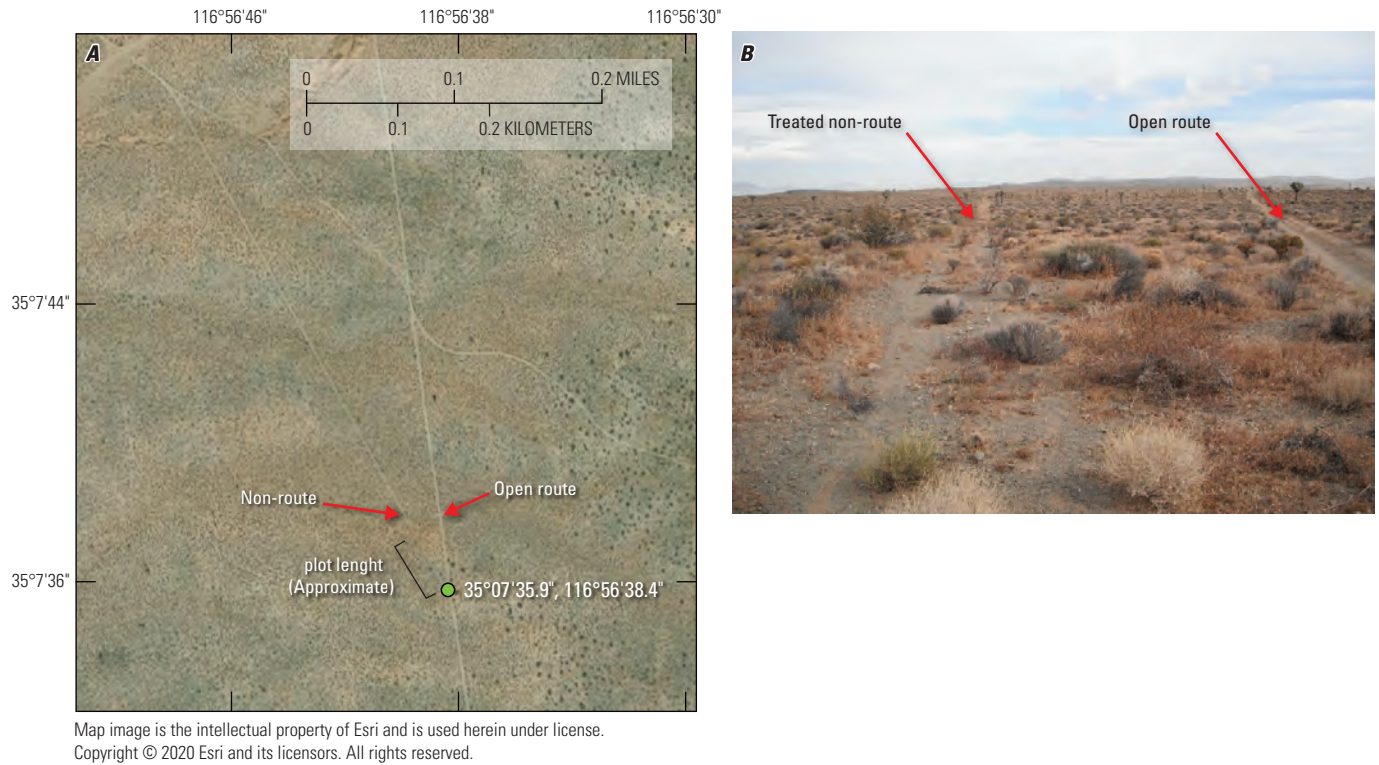 116°56'46" 116°56'38" 116°56'30"
A
0 0.1 0.2 MILES
0 0.1 0.2 KILOMETERS
35°7'44"
Non-route
Open route
plot lenght
(Approximate)
35°7'36"
35°07'35.9", 116°56'38.4"
Map image is the intellectual property of Esri and is used herein under license.
Copyright © 2020 Esri and its licensors. All rights reserved.
B
Treated non-route
Open route